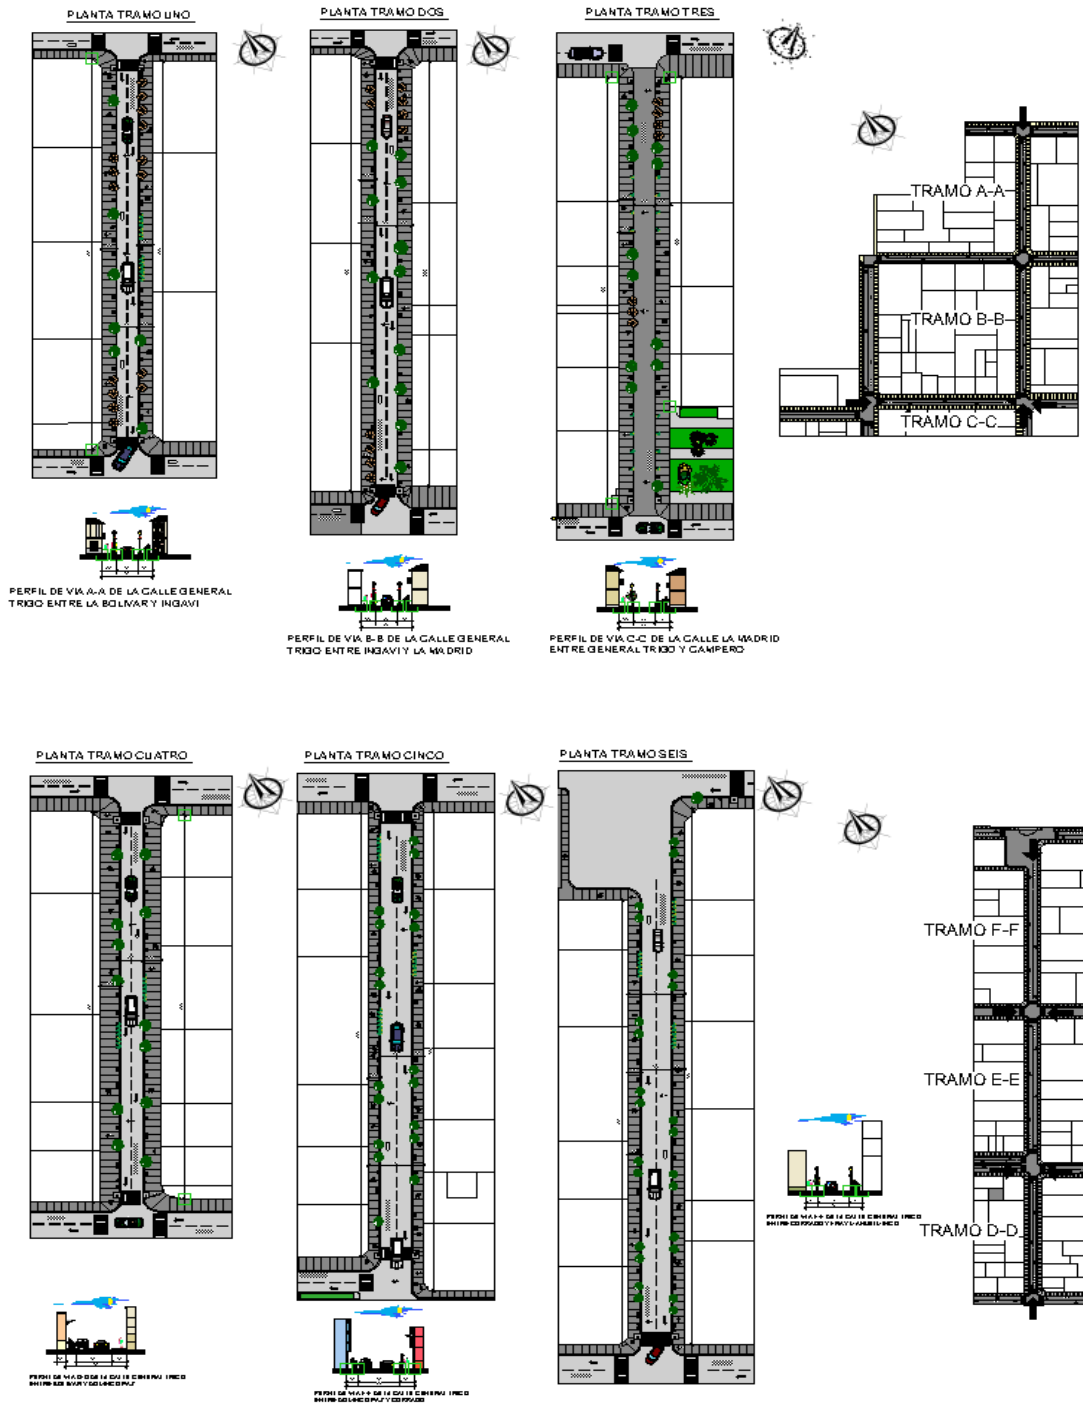 PLANTA TRAMO UNO
PLANTA TRAMO DOS
PLANTA TRAMO TRES
TRAMO A-A
TRAMO B-B
TRAMO C-C
PERFIL DE VIA A-A DE LA CALLE GENERAL
TRIGO ENTRE LA BOLIVAR Y INGAVI
PERFIL DE VIA B-B DE LA CALLE GENERAL
TRIGO ENTRE INGAVI Y LA MADRID
PERFIL DE VIA C-C DE LA CALLE LA MADRID
ENTRE GENERAL TRIGO Y CAMPERO
PLANTA TRAMO CUATRO
PLANTA TRAMO CINCO
PLANTA TRAMO SEIS
TRAMO F-F
TRAMO E-E
TRAMO D-D